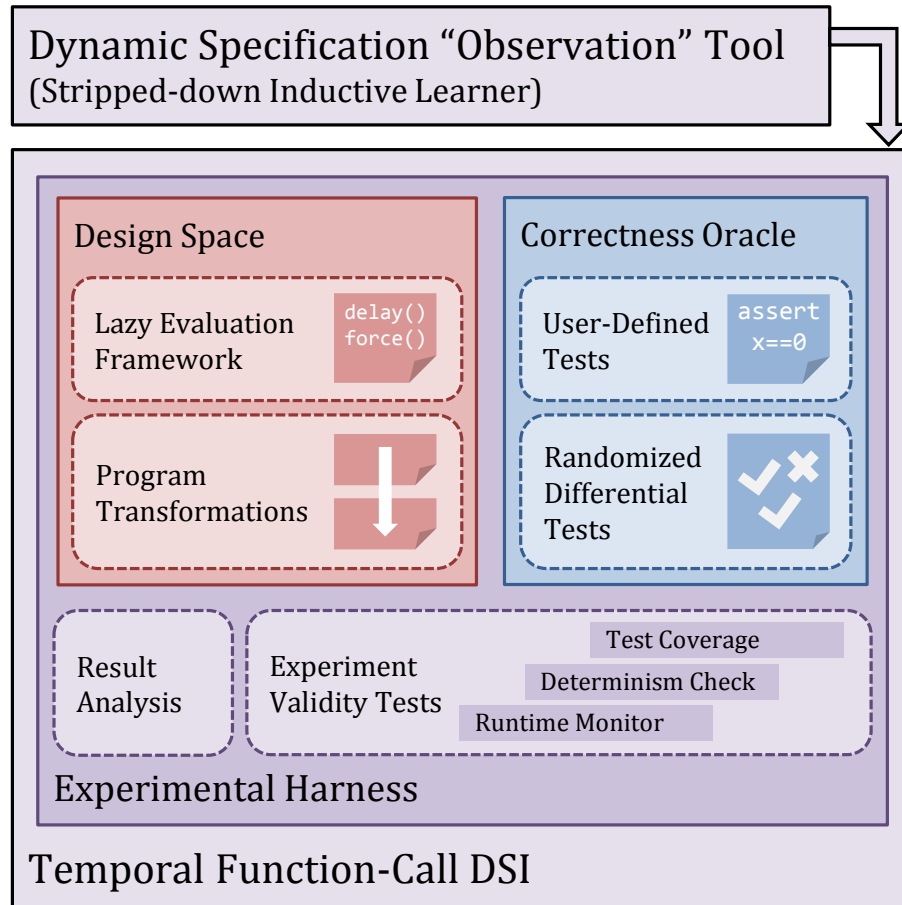 Dynamic Specification “Observation” Tool
(Stripped-down Inductive Learner)
Design Space
Lazy Evaluation
Framework
delay()
force()
Program
Transformations
Correctness Oracle
User-Defined
Tests
assert
x==0
Randomized
Differential
Tests
Result
Analysis
Experiment
Validity Tests
Test Coverage
Determinism Check
Runtime Monitor
Experimental Harness
Temporal Function-Call DSI